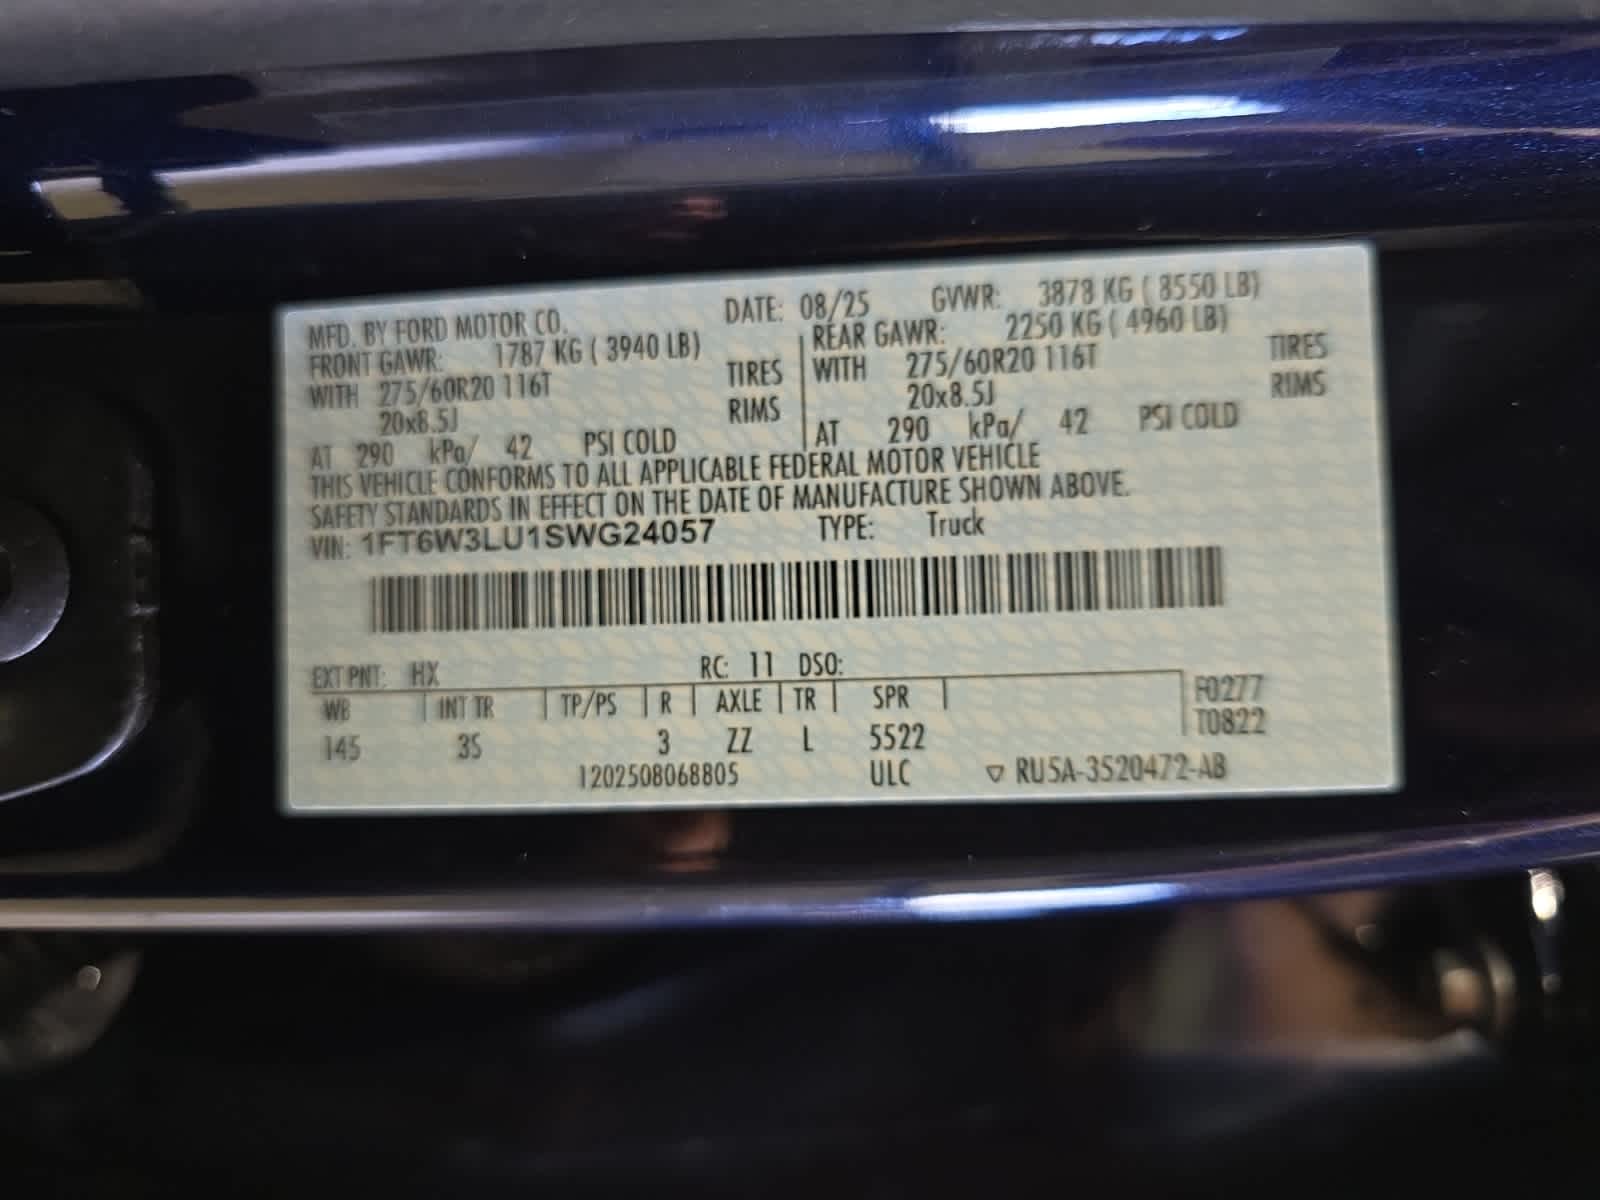 MFD. BY FORD MOTOR CO. DATE: 08/25 GVWR: 3878 KG ( 8550 LB)
FRONT GAWR: 1787 KG ( 3940 LB) REAR GAWR: 2250 KG ( 4960 LB)
WITH 275/60R20 116T TIRES WITH 275/60R20 116T TIRES
20x8.5J RIMS 20x8.5J RIMS
AT 290 kPa/ 42 PSI COLD AT 290 kPa/ 42 PSI COLD
THIS VEHICLE CONFORMS TO ALL APPLICABLE FEDERAL MOTOR VEHICLE
SAFETY STANDARDS IN EFFECT ON THE DATE OF MANUFACTURE SHOWN ABOVE.
VIN: 1FT6W3LU1SWG24057 TYPE: Truck
EXT PNT: HX RC: 11 DSO:
WB INT TR TP/PS R AXLE TR SPR F0277
145 3S 3 ZZ L 5522 T0822
1202508068805 ULC ▽ RU5A-3520472-AB